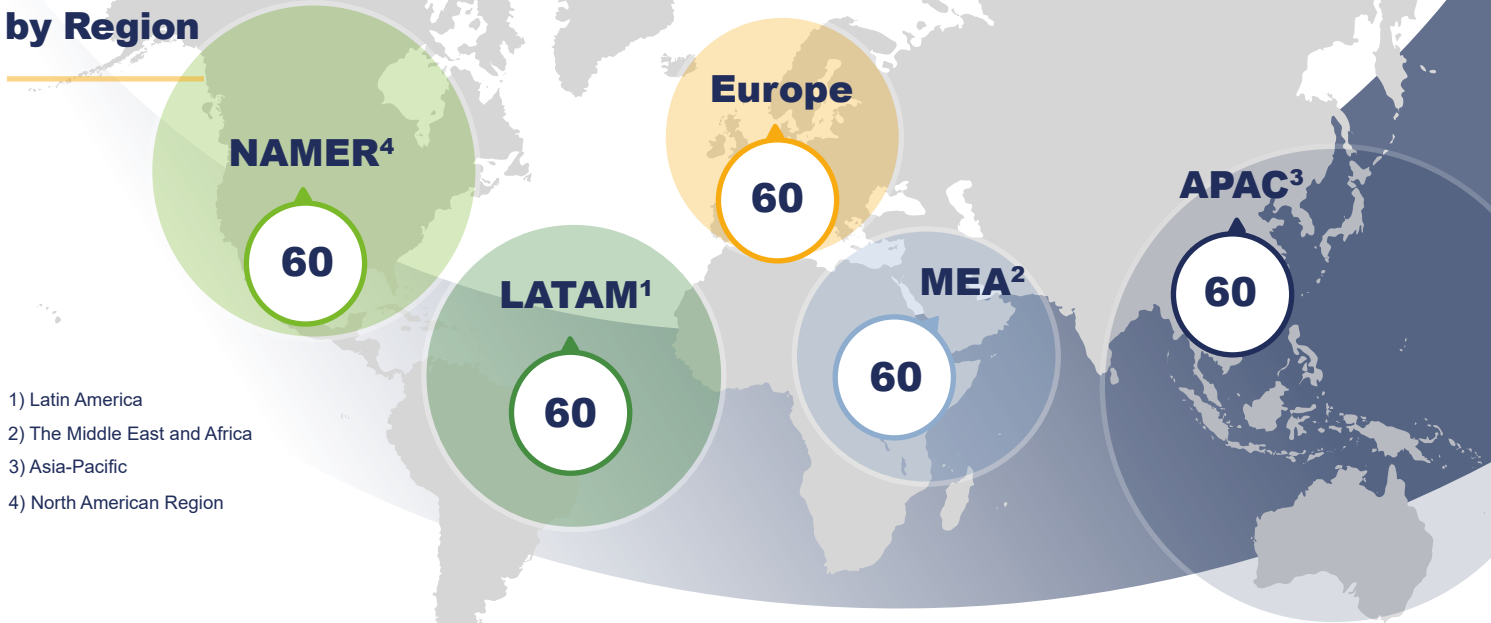 by Region
Europe
60
NAMER⁴
60
APAC³
60
LATAM¹
60
MEA²
60
1) Latin America
2) The Middle East and Africa
3) Asia-Pacific
4) North American Region